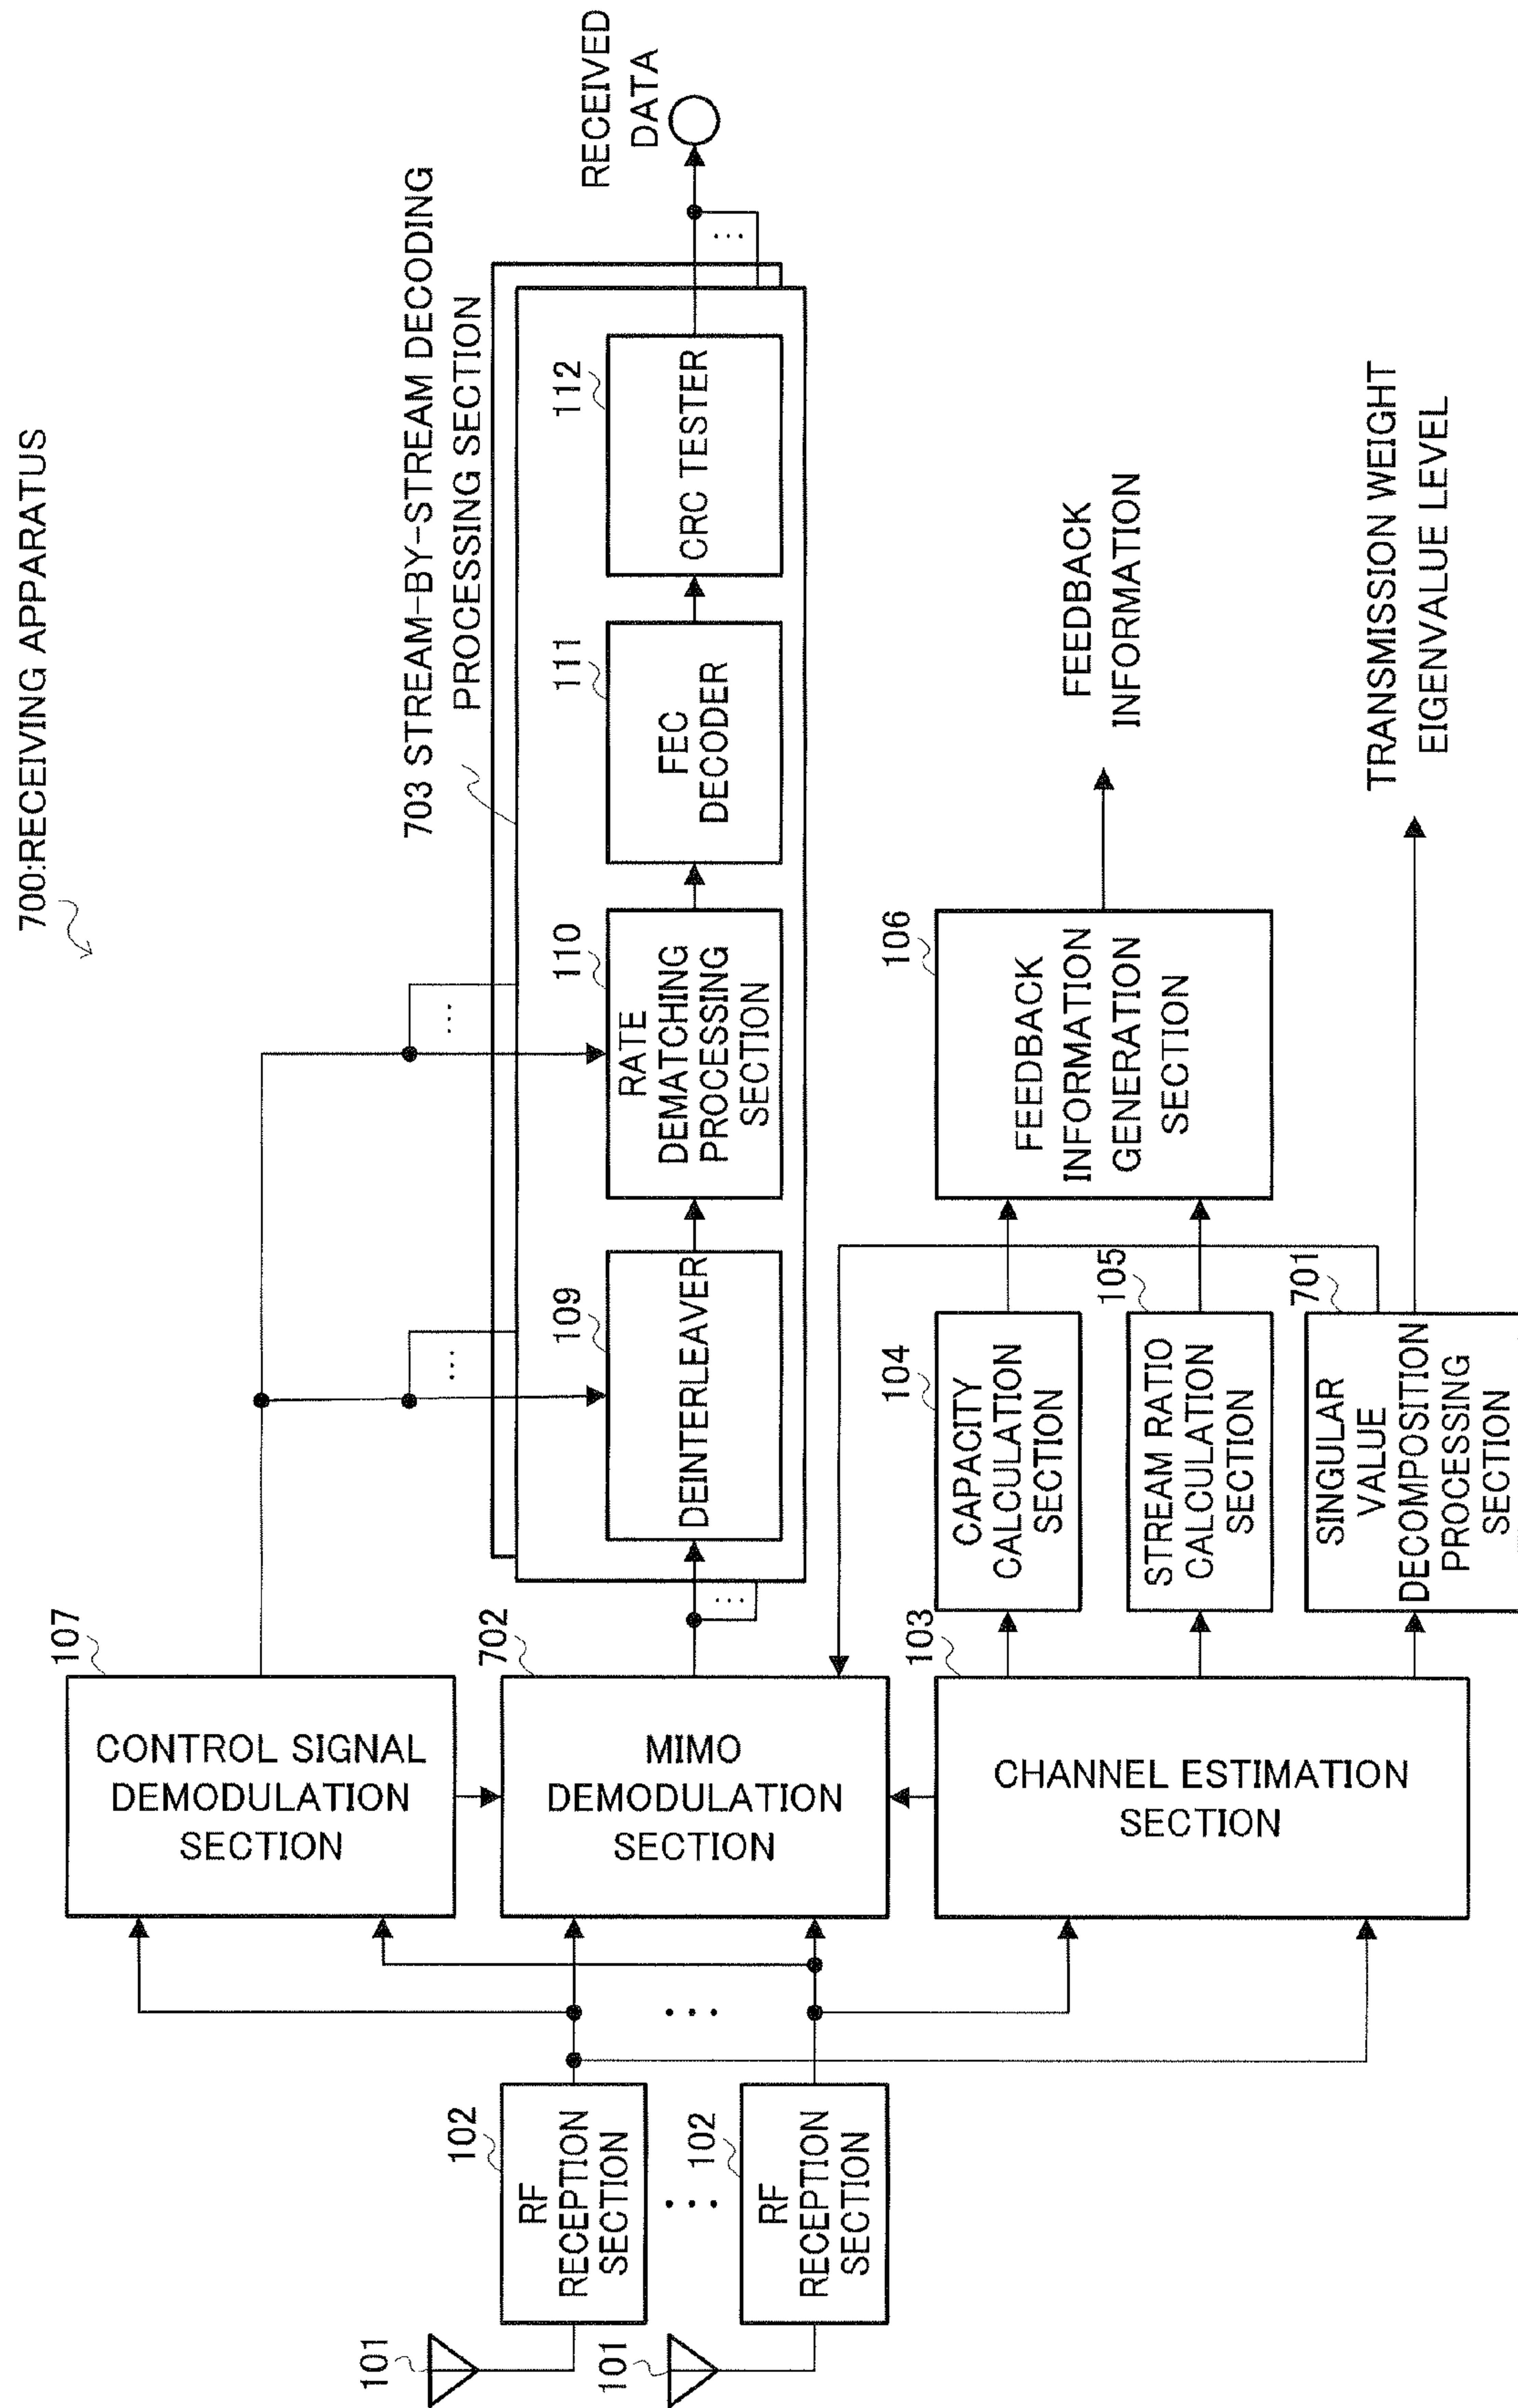 700:RECEIVING APPARATUS
703 STREAM-BY-STREAM DECODING
PROCESSING SECTION
101
102
RF
RECEPTION
SECTION
...
101
102
RF
RECEPTION
SECTION
...
107
CONTROL SIGNAL
DEMODULATION
SECTION
702
MIMO
DEMODULATION
SECTION
103
CHANNEL ESTIMATION
SECTION
...
...
...
109
DEINTERLEAVER
110
RATE
DEMATCHING
PROCESSING
SECTION
111
FEC
DECODER
112
CRC TESTER
...
RECEIVED
DATA
104
CAPACITY
CALCULATION
SECTION
105
STREAM RATIO
CALCULATION
SECTION
701
SINGULAR
VALUE
DECOMPOSITION
PROCESSING
SECTION
106
FEEDBACK
INFORMATION
GENERATION
SECTION
FEEDBACK
INFORMATION
TRANSMISSION WEIGHT
EIGENVALUE LEVEL